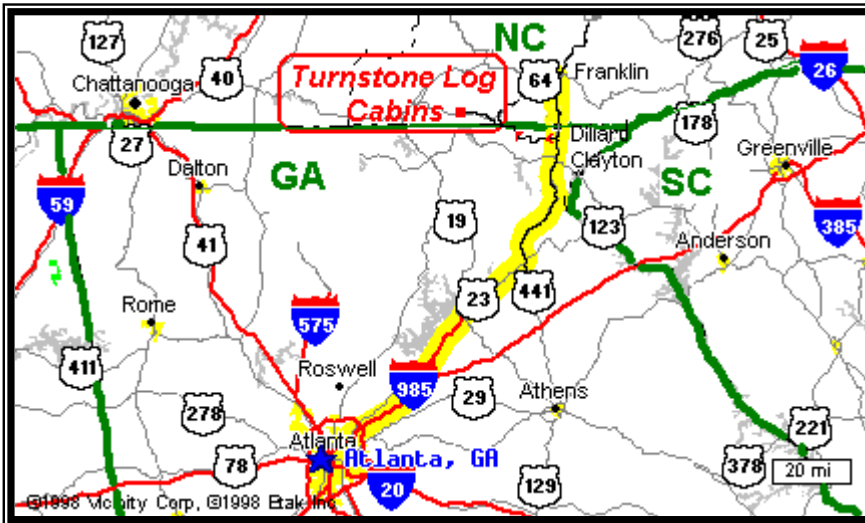 NC
127
40
Chattanooga
Turnstone Log
Cabins
64
Franklin
276
25
26
27
Dillard
178
Clayton
Greenville
Dalton
GA
SC
59
19
123
385
41
Anderson
23
441
Rome
575
Roswell
985
411
29
Athens
278
221
Atlanta
Atlanta, GA
78
20
378
20 mi
129
©1998 Vicinity Corp, ©1998 Etak Inc